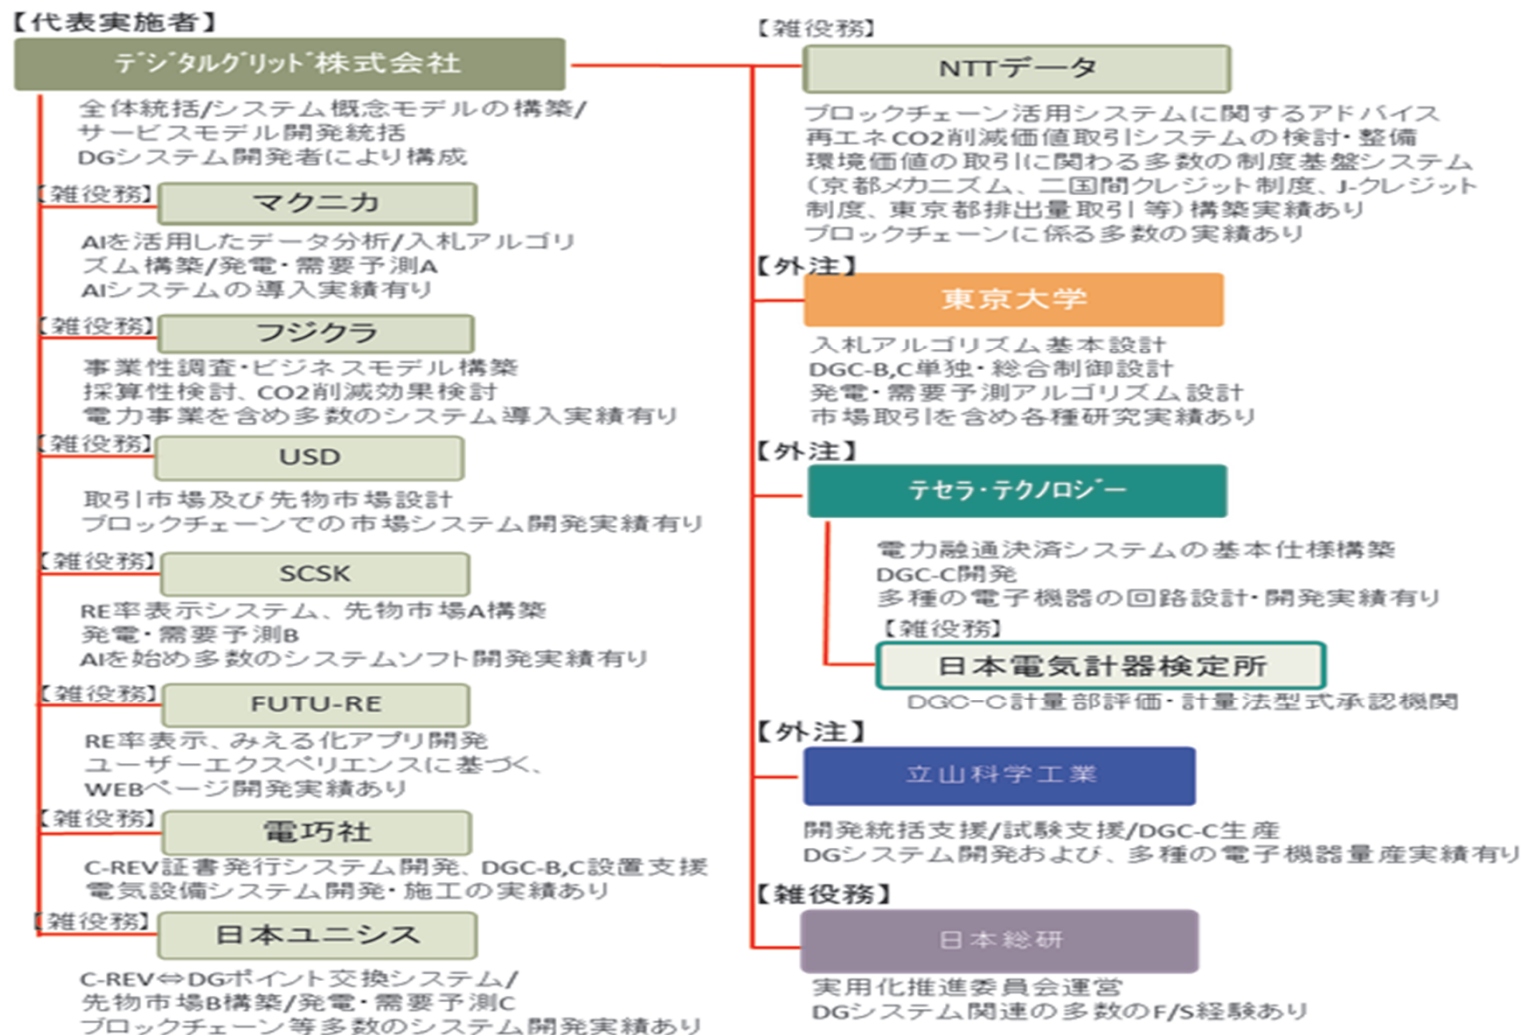 【代表実施者】
ﾃﾞｼﾞﾀﾙｸﾞﾘｯﾄﾞ株式会社
全体統括/システム概念モデルの構築/
サービスモデル開発統括
DGシステム開発者により構成
【雑役務】
マクニカ
AIを活用したデータ分析/入札アルゴリ
ズム構築/発電・需要予測A
AIシステムの導入実績有り
【雑役務】
フジクラ
事業性調査・ビジネスモデル構築
採算性検討、CO2削減効果検討
電力事業を含め多数のシステム導入実績有り
【雑役務】
USD
取引市場及び先物市場設計
ブロックチェーンでの市場システム開発実績有り
【雑役務】
SCSK
RE率表示システム、先物市場A構築
発電・需要予測B
AIを始め多数のシステムソフト開発実績有り
【雑役務】
FUTU-RE
RE率表示、みえる化アプリ開発
ユーザーエクスペリエンスに基づく、
WEBページ開発実績あり
【雑役務】
電巧社
C-REV証書発行システム開発、DGC-B,C設置支援
電気設備システム開発・施工の実績あり
【雑役務】
日本ユニシス
C-REV⇔DGポイント交換システム/
先物市場B構築/発電・需要予測C
ブロックチェーン等多数のシステム開発実績あり
【雑役務】
NTTデータ
ブロックチェーン活用システムに関するアドバイス
再エネCO2削減価値取引システムの検討・整備
環境価値の取引に関わる多数の制度基盤システム
（京都メカニズム、二国間クレジット制度、J-クレジット
制度、東京都排出量取引等）構築実績あり
ブロックチェーンに係る多数の実績あり
【外注】
東京大学
入札アルゴリズム基本設計
DGC-B,C単独・総合制御設計
発電・需要予測アルゴリズム設計
市場取引を含め各種研究実績あり
【外注】
ﾃｾﾗ・ﾃｸﾉﾛｼﾞｰ
電力融通決済システムの基本仕様構築
DGC-C開発
多種の電子機器の回路設計・開発実績有り
【雑役務】
日本電気計器検定所
DGC-C計量部評価・計量法型式承認機関
【外注】
立山科学工業
開発統括支援/試験支援/DGC-C生産
DGシステム開発および、多種の電子機器量産実績有り
【雑役務】
日本総研
実用化推進委員会運営
DGシステム関連の多数のF/S経験あり